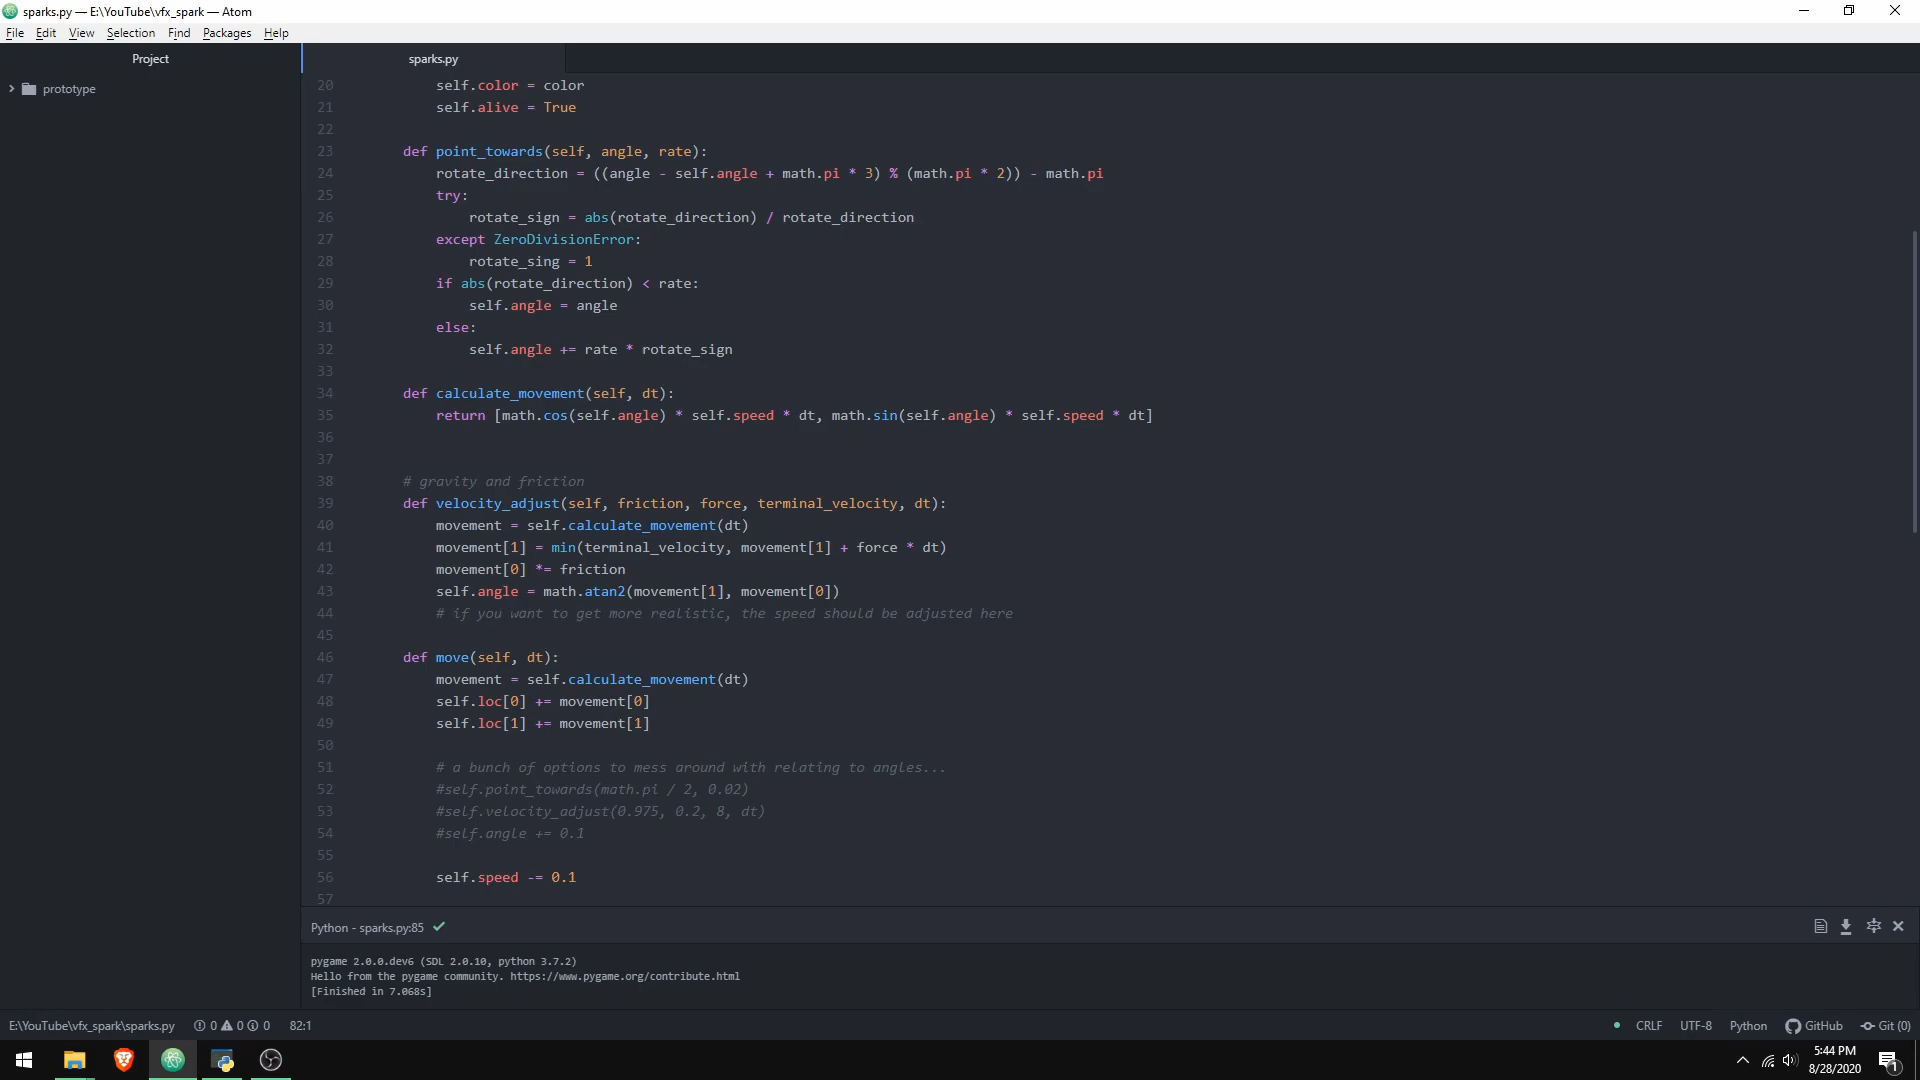 sparks.py — E:\YouTube\vfx_spark — Atom
File Edit View Selection Find Packages Help
Project
sparks.py
prototype
20 self.color = color
21 self.alive = True
22
23 def point_towards(self, angle, rate):
24 rotate_direction = ((angle - self.angle + math.pi * 3) % (math.pi * 2)) - math.pi
25 try:
26 rotate_sign = abs(rotate_direction) / rotate_direction
27 except ZeroDivisionError:
28 rotate_sing = 1
29 if abs(rotate_direction) < rate:
30 self.angle = angle
31 else:
32 self.angle += rate * rotate_sign
33
34 def calculate_movement(self, dt):
35 return [math.cos(self.angle) * self.speed * dt, math.sin(self.angle) * self.speed * dt]
36
37
38 # gravity and friction
39 def velocity_adjust(self, friction, force, terminal_velocity, dt):
40 movement = self.calculate_movement(dt)
41 movement[1] = min(terminal_velocity, movement[1] + force * dt)
42 movement[0] *= friction
43 self.angle = math.atan2(movement[1], movement[0])
44 # if you want to get more realistic, the speed should be adjusted here
45
46 def move(self, dt):
47 movement = self.calculate_movement(dt)
48 self.loc[0] += movement[0]
49 self.loc[1] += movement[1]
50
51 # a bunch of options to mess around with relating to angles...
52 #self.point_towards(math.pi / 2, 0.02)
53 #self.velocity_adjust(0.975, 0.2, 8, dt)
54 #self.angle += 0.1
55
56 self.speed -= 0.1
57
Python - sparks.py:85
pygame 2.0.0.dev6 (SDL 2.0.10, python 3.7.2)
Hello from the pygame community. https://www.pygame.org/contribute.html
[Finished in 7.068s]
E:\YouTube\vfx_spark\sparks.py 0 0 0 82:1 CRLF UTF-8 Python GitHub Git (0)
5:44 PM
8/28/2020
1